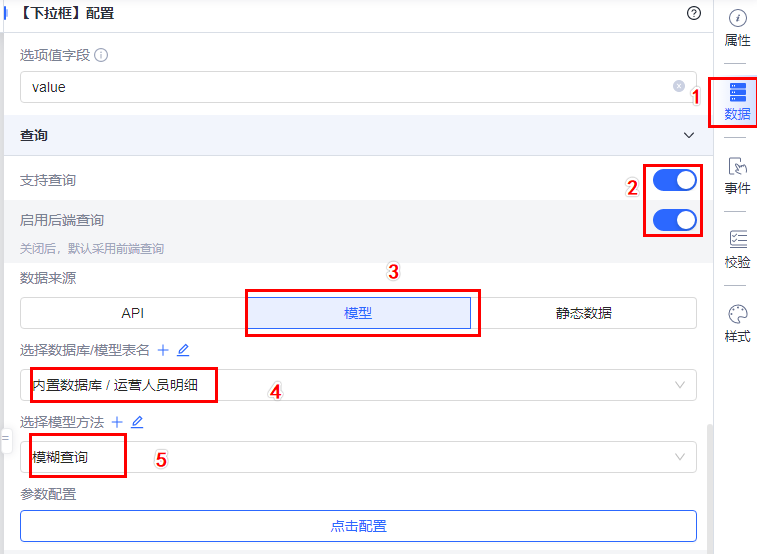 【下拉框】配置
属性
选项值字段
value
1
数据
查询
支持查询
2
事件
启用后端查询
关闭后，默认采用前端查询
校验
数据来源
3
API
模型
静态数据
样式
选择数据库/模型表名
内置数据库 / 运营人员明细
4
选择模型方法
模糊查询
5
参数配置
点击配置